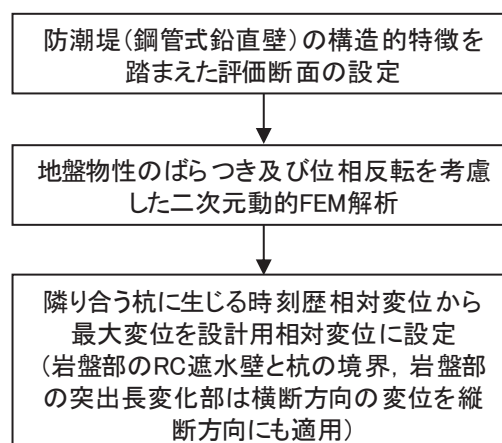 防潮堤(鋼管式鉛直壁)の構造的特徴を
踏まえた評価断面の設定
地盤物性のばらつき及び位相反転を考慮
した二次元動的FEM解析
隣り合う杭に生じる時刻歴相対変位から
最大変位を設計用相対変位に設定
(岩盤部のRC遮水壁と杭の境界，岩盤部
の突出長変化部は横断方向の変位を縦
断方向にも適用)